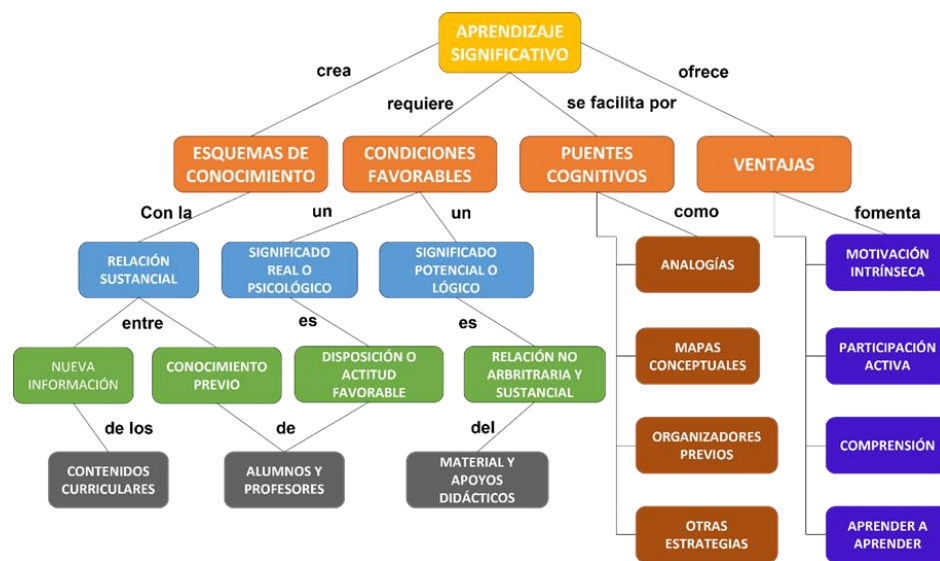 APRENDIZAJE
SIGNIFICATIVO
crea
requiere
se facilita por
ofrece
ESQUEMAS DE
CONOCIMIENTO
CONDICIONES
FAVORABLES
PUENTES
COGNITIVOS
VENTAJAS
Con la
un
un
como
fomenta
RELACIÓN
SUSTANCIAL
SIGNIFICADO
REAL O
PSICOLÓGICO
SIGNIFICADO
POTENCIAL O
LÓGICO
ANALOGÍAS
MOTIVACIÓN
INTRÍNSECA
entre
es
es
NUEVA
INFORMACIÓN
CONOCIMIENTO
PREVIO
DISPOSICIÓN O
ACTITUD
FAVORABLE
RELACIÓN NO
ARBRITRARIA Y
SUSTANCIAL
MAPAS
CONCEPTUALES
PARTICIPACIÓN
ACTIVA
de los
de
del
ORGANIZADORES
PREVIOS
COMPRENSIÓN
CONTENIDOS
CURRICULARES
ALUMNOS Y
PROFESORES
MATERIAL Y
APOYOS
DIDÁCTICOS
OTRAS
ESTRATEGIAS
APRENDER A
APRENDER